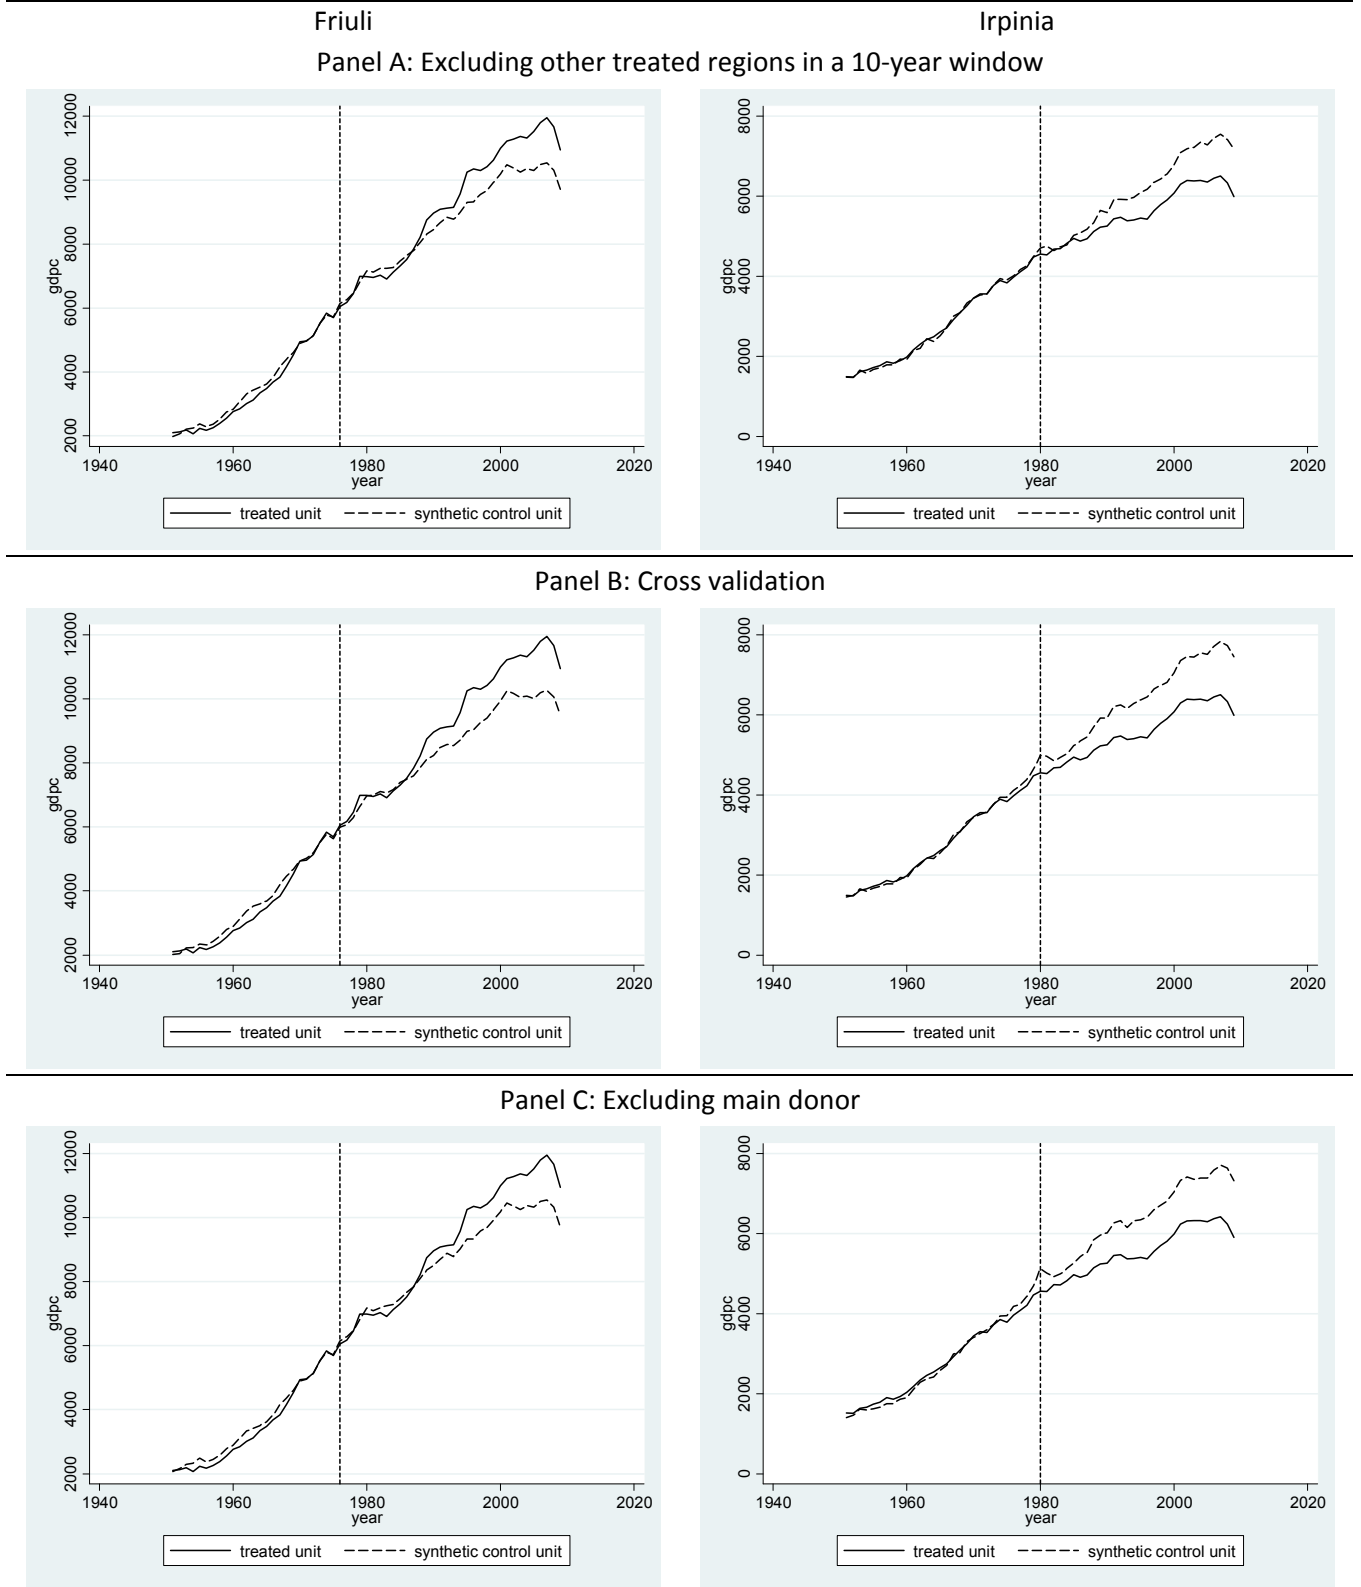 Friuli Irpinia
Panel A: Excluding other treated regions in a 10-year window
12000
10000
8000
6000
4000
2000
gdpc
1940 1960 1980 2000 2020
year
treated unit synthetic control unit
8000
6000
4000
2000
0
gdpc
1940 1960 1980 2000 2020
year
treated unit synthetic control unit
Panel B: Cross validation
12000
10000
8000
6000
4000
2000
gdpc
1940 1960 1980 2000 2020
year
treated unit synthetic control unit
8000
6000
4000
2000
0
gdpc
1940 1960 1980 2000 2020
year
treated unit synthetic control unit
Panel C: Excluding main donor
12000
10000
8000
6000
4000
2000
gdpc
1940 1960 1980 2000 2020
year
treated unit synthetic control unit
8000
6000
4000
2000
0
gdpc
1940 1960 1980 2000 2020
year
treated unit synthetic control unit